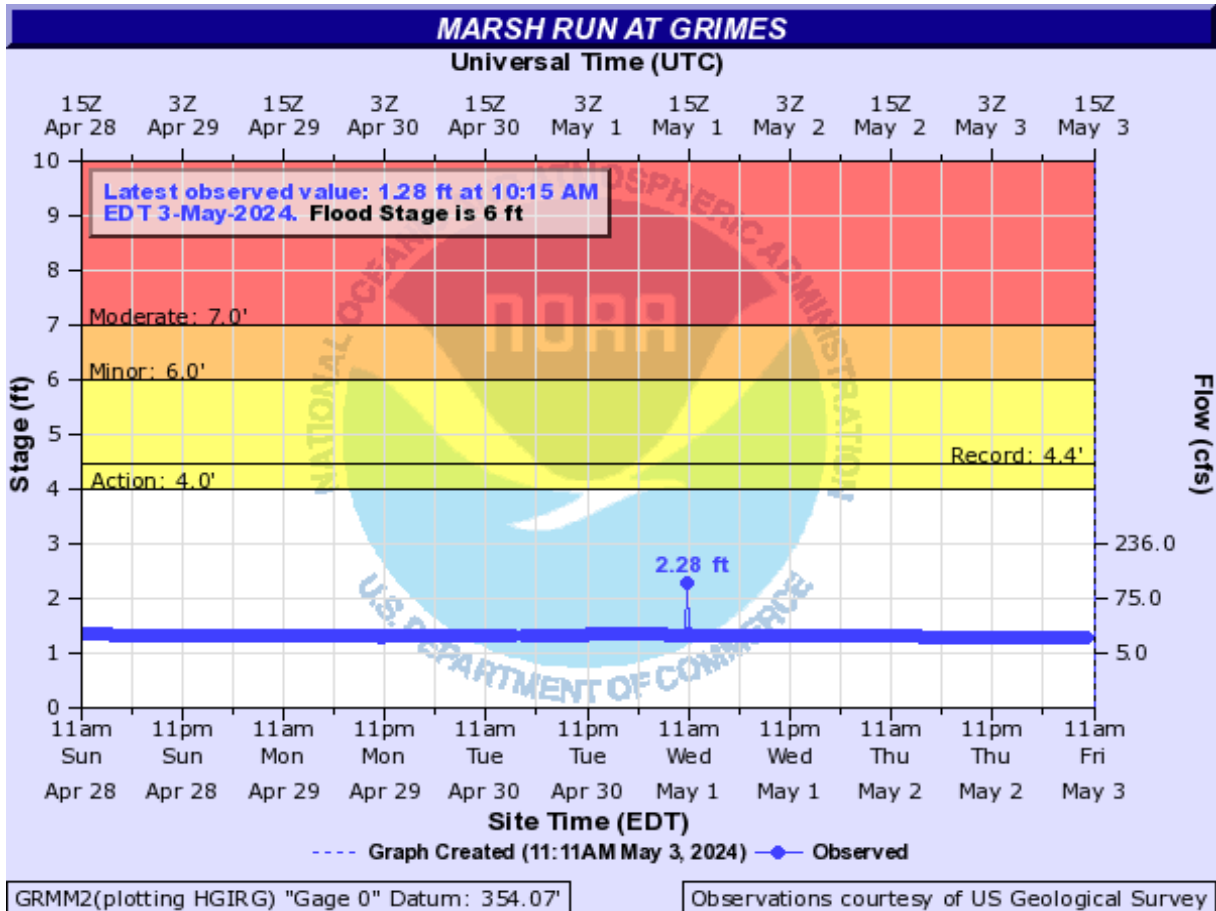 MARSH RUN AT GRIMES
Universal Time (UTC)
15Z 3Z 15Z 3Z 15Z 3Z 15Z 3Z 15Z 3Z 15Z
Apr 28 Apr 29 Apr 29 Apr 30 Apr 30 May 1 May 1 May 2 May 2 May 3 May 3
Latest observed value: 1.28 ft at 10:15 AM
EDT 3-May-2024. Flood Stage is 6 ft
NATIONAL OCEANIC AND ATMOSPHERIC ADMINISTRATION
NOAA
U.S. DEPARTMENT OF COMMERCE
Stage (ft)
10
9
8
7
6
5
4
3
2
1
0
Moderate: 7.0'
Minor: 6.0'
Record: 4.4'
Action: 4.0'
2.28 ft
Flow (cfs)
236.0
75.0
5.0
11am 11pm 11am 11pm 11am 11pm 11am 11pm 11am 11pm 11am
Sun Sun Mon Mon Tue Tue Wed Wed Thu Thu Fri
Apr 28 Apr 28 Apr 29 Apr 29 Apr 30 Apr 30 May 1 May 1 May 2 May 2 May 3
Site Time (EDT)
Graph Created (11:11AM May 3, 2024) Observed
GRMM2(plotting HGIRG) "Gage 0" Datum: 354.07'
Observations courtesy of US Geological Survey